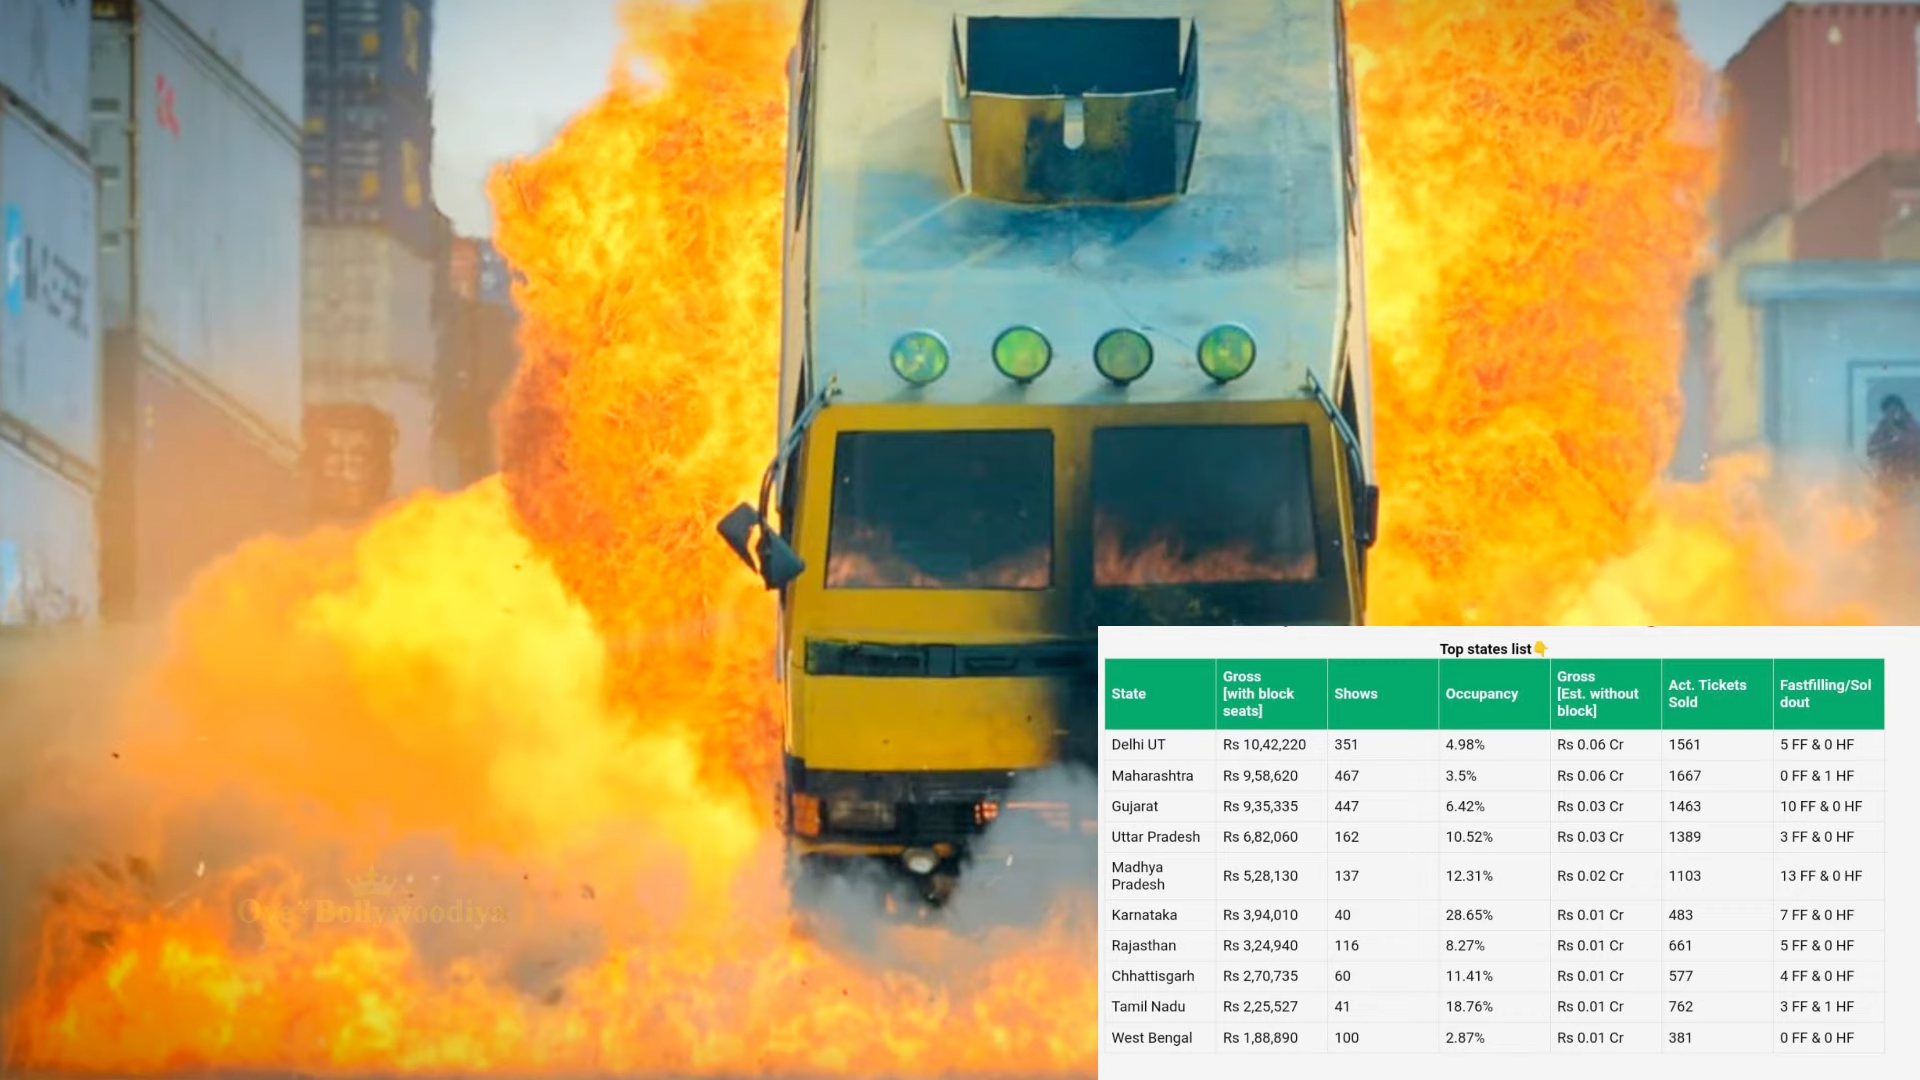 MAERSK
Oye*Bollywoodiya
Top states list👇
State Gross Shows Occupancy Gross Act. Tickets Fastfilling/Sol
[with block [Est. without Sold dout
seats] block]
Delhi UT Rs 10,42,220 351 4.98% Rs 0.06 Cr 1561 5 FF & 0 HF
Maharashtra Rs 9,58,620 467 3.5% Rs 0.06 Cr 1667 0 FF & 1 HF
Gujarat Rs 9,35,335 447 6.42% Rs 0.03 Cr 1463 10 FF & 0 HF
Uttar Pradesh Rs 6,82,060 162 10.52% Rs 0.03 Cr 1389 3 FF & 0 HF
Madhya
Pradesh Rs 5,28,130 137 12.31% Rs 0.02 Cr 1103 13 FF & 0 HF
Karnataka Rs 3,94,010 40 28.65% Rs 0.01 Cr 483 7 FF & 0 HF
Rajasthan Rs 3,24,940 116 8.27% Rs 0.01 Cr 661 5 FF & 0 HF
Chhattisgarh Rs 2,70,735 60 11.41% Rs 0.01 Cr 577 4 FF & 0 HF
Tamil Nadu Rs 2,25,527 41 18.76% Rs 0.01 Cr 762 3 FF & 1 HF
West Bengal Rs 1,88,890 100 2.87% Rs 0.01 Cr 381 0 FF & 0 HF